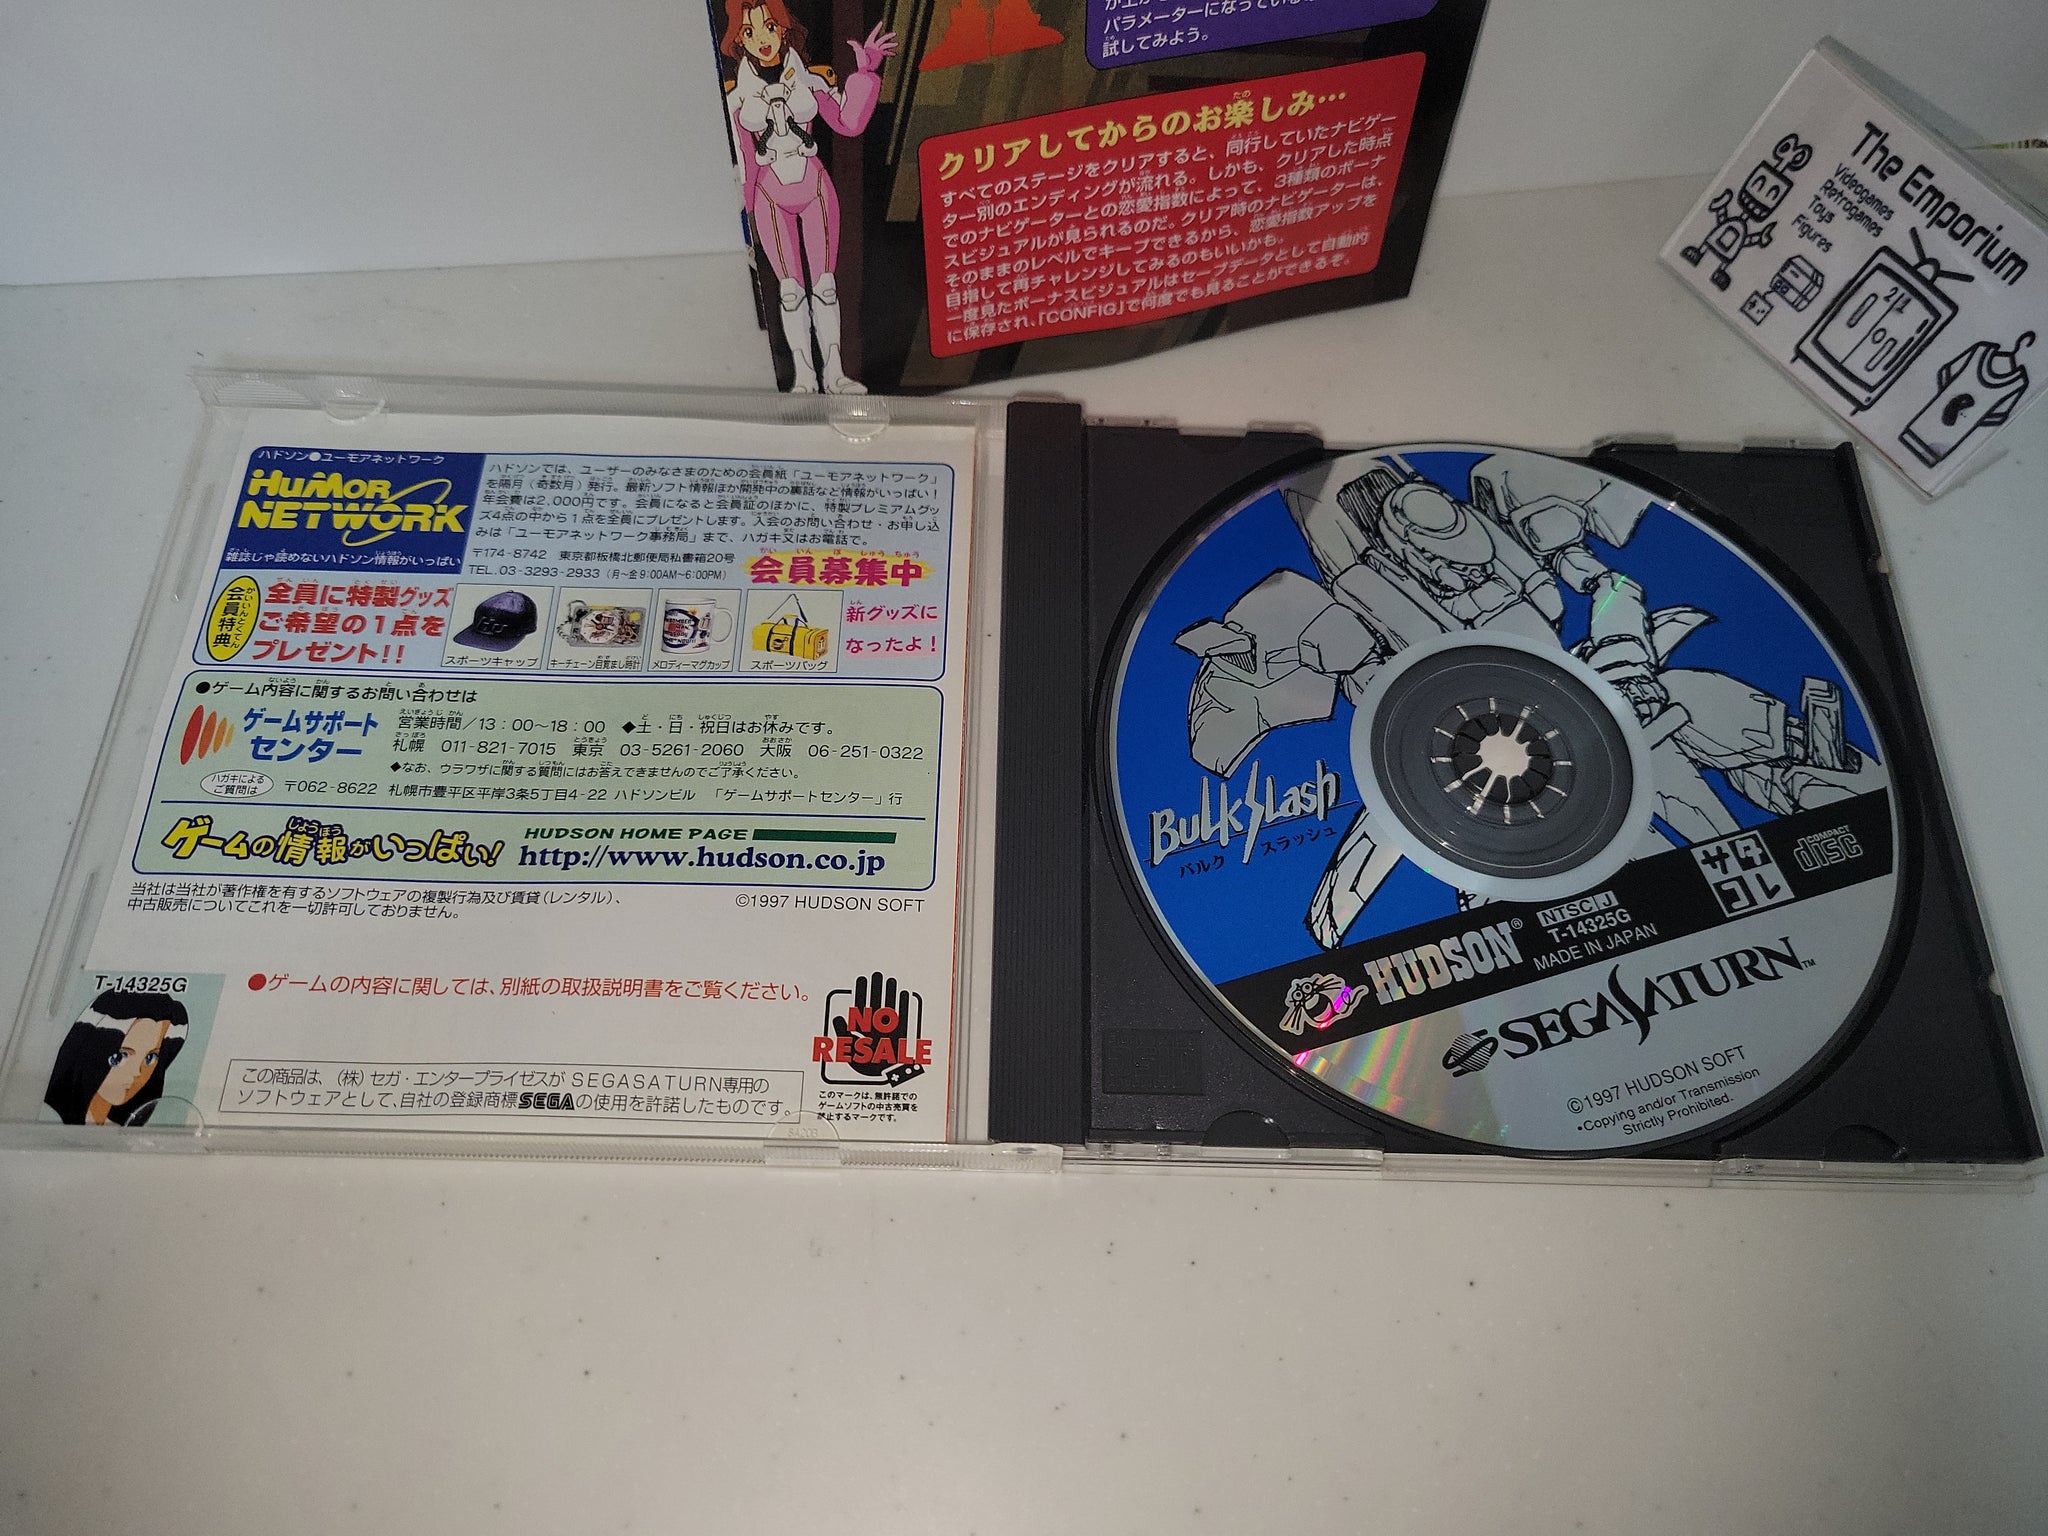 パラメーターになっている
試してみよう。
クリアしてからのお楽しみ…
すべてのステージをクリアすると、同行していたナビゲー
ター別のエンディングが流れる。しかも、クリアした時点
でのナビゲーターとの恋愛指数によって、3種類のボーナ
スビジュアルが見られるのだ。クリア時のナビゲーターは、
そのままのレベルでキープできるから、恋愛指数アップを
目指して再チャレンジしてみるのもいいかも。
一度見たボーナスビジュアルはセーブデータとして自動的
に保存され、「CONFIG」で何度でも見ることができるぞ。
The Emporium
Videogames
Retrogames
Toys
Figures
ハドソン●ユーモアネットワーク
HuMOR
NETWORK
雑誌じゃ読めないハドソン情報がいっぱい
ハドソンでは、ユーザーのみなさまのための会員紙「ユーモアネットワーク」
を隔月（奇数月）発行。最新ソフト情報ほか開発中の裏話など情報がいっぱい！
年会費は2,000円です。会員になると会員証のほかに、特製プレミアムグッ
ズ4点の中から1点を全員にプレゼントします。入会のお問い合わせ・お申し込
みは「ユーモアネットワーク事務局」まで、ハガキ又はお電話で。
〒174-8742 東京都板橋北郵便局私書箱20号
TEL.03-3293-2933（月～金9:00AM～6:00PM）
会員募集中
会員特典
全員に特製グッズ
ご希望の1点を
プレゼント!!
スポーツキャップ
キーチェーン目覚まし時計
メロディーマグカップ
スポーツバッグ
新グッズに
なったよ！
●ゲーム内容に関するお問い合わせは
ゲームサポート
センター
営業時間／13：00～18：00 ◆土・日・祝日はお休みです。
札幌 011-821-7015 東京 03-5261-2060 大阪 06-251-0322
◆なお、ウラワザに関する質問にはお答えできませんのでご了承ください。
ハガキによる
ご質問は
〒062-8622 札幌市豊平区平岸3条5丁目4-22 ハドソンビル 「ゲームサポートセンター」行
ゲームの情報がいっぱい!
HUDSON HOME PAGE
http://www.hudson.co.jp
当社は当社が著作権を有するソフトウェアの複製行為及び賃貸（レンタル）、
中古販売についてこれを一切許可しておりません。
©1997 HUDSON SOFT
T-14325G
●ゲームの内容に関しては、別紙の取扱説明書をご覧ください。
NO
RESALE
このマークは、無許諾での
ゲームソフトの中古売買を
禁止するマークです。
この商品は、（株）セガ・エンタープライゼスがSEGASATURN専用の
ソフトウェアとして、自社の登録商標SEGAの使用を許諾したものです。
BulkSlash
バルク スラッシュ
サタ
コレ
COMPACT
disc
HUDSON®
NTSC J
T-14325G
MADE IN JAPAN
SEGASATURN™
©1997 HUDSON SOFT
•Copying and/or Transmission
Strictly Prohibited.